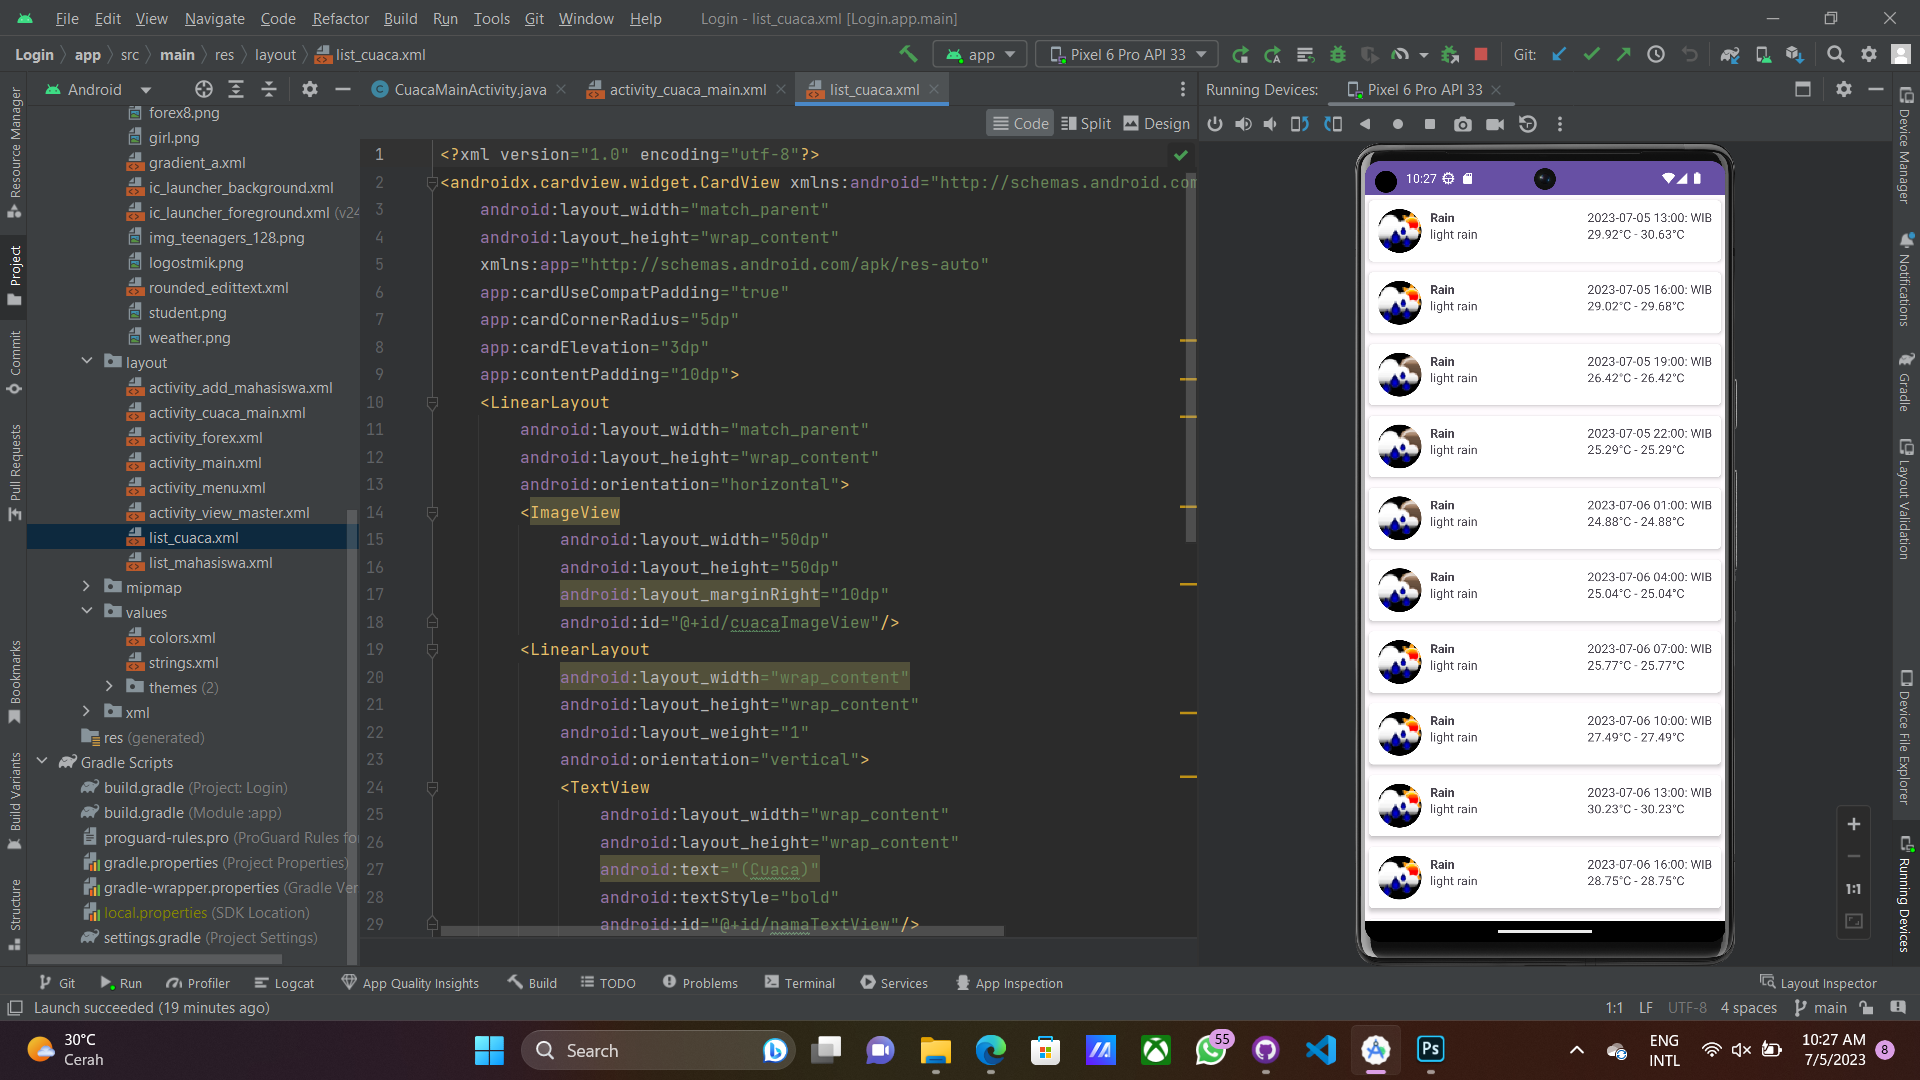 File Edit View Navigate Code Refactor Build Run Tools Git Window Help Login - list_cuaca.xml [Login.app.main]
Login app src main res layout list_cuaca.xml app Pixel 6 Pro API 33 Git:
Android CuacaMainActivity.java activity_cuaca_main.xml list_cuaca.xml Running Devices: Pixel 6 Pro API 33
Code Split Design
Resource Manager
Project
Commit
Pull Requests
Bookmarks
Build Variants
Structure
forex8.png
girl.png
gradient_a.xml
ic_launcher_background.xml
ic_launcher_foreground.xml (v24
img_teenagers_128.png
logostmik.png
rounded_edittext.xml
student.png
weather.png
layout
activity_add_mahasiswa.xml
activity_cuaca_main.xml
activity_forex.xml
activity_main.xml
activity_menu.xml
activity_view_master.xml
list_cuaca.xml
list_mahasiswa.xml
mipmap
values
colors.xml
strings.xml
themes (2)
xml
res (generated)
Gradle Scripts
build.gradle (Project: Login)
build.gradle (Module :app)
proguard-rules.pro (ProGuard Rules for
gradle.properties (Project Properties)
gradle-wrapper.properties (Gradle Ver
local.properties (SDK Location)
settings.gradle (Project Settings)
1 <?xml version="1.0" encoding="utf-8"?>
2 <androidx.cardview.widget.CardView xmlns:android="http://schemas.android.com
3 android:layout_width="match_parent"
4 android:layout_height="wrap_content"
5 xmlns:app="http://schemas.android.com/apk/res-auto"
6 app:cardUseCompatPadding="true"
7 app:cardCornerRadius="5dp"
8 app:cardElevation="3dp"
9 app:contentPadding="10dp">
10 <LinearLayout
11 android:layout_width="match_parent"
12 android:layout_height="wrap_content"
13 android:orientation="horizontal">
14 <ImageView
15 android:layout_width="50dp"
16 android:layout_height="50dp"
17 android:layout_marginRight="10dp"
18 android:id="@+id/cuacaImageView"/>
19 <LinearLayout
20 android:layout_width="wrap_content"
21 android:layout_height="wrap_content"
22 android:layout_weight="1"
23 android:orientation="vertical">
24 <TextView
25 android:layout_width="wrap_content"
26 android:layout_height="wrap_content"
27 android:text="(Cuaca)"
28 android:textStyle="bold"
29 android:id="@+id/namaTextView"/>
10:27
Rain 2023-07-05 13:00: WIB
light rain 29.92°C - 30.63°C
Rain 2023-07-05 16:00: WIB
light rain 29.02°C - 29.68°C
Rain 2023-07-05 19:00: WIB
light rain 26.42°C - 26.42°C
Rain 2023-07-05 22:00: WIB
light rain 25.29°C - 25.29°C
Rain 2023-07-06 01:00: WIB
light rain 24.88°C - 24.88°C
Rain 2023-07-06 04:00: WIB
light rain 25.04°C - 25.04°C
Rain 2023-07-06 07:00: WIB
light rain 25.77°C - 25.77°C
Rain 2023-07-06 10:00: WIB
light rain 27.49°C - 27.49°C
Rain 2023-07-06 13:00: WIB
light rain 30.23°C - 30.23°C
Rain 2023-07-06 16:00: WIB
light rain 28.75°C - 28.75°C
1:1
Device Manager
Notifications
Gradle
Layout Validation
Device File Explorer
Running Devices
Git Run Profiler Logcat App Quality Insights Build TODO Problems Terminal Services App Inspection Layout Inspector
Launch succeeded (19 minutes ago) 1:1 LF UTF-8 4 spaces main
30°C
Cerah
Search
55
Ps
ENG
INTL
10:27 AM
7/5/2023
8